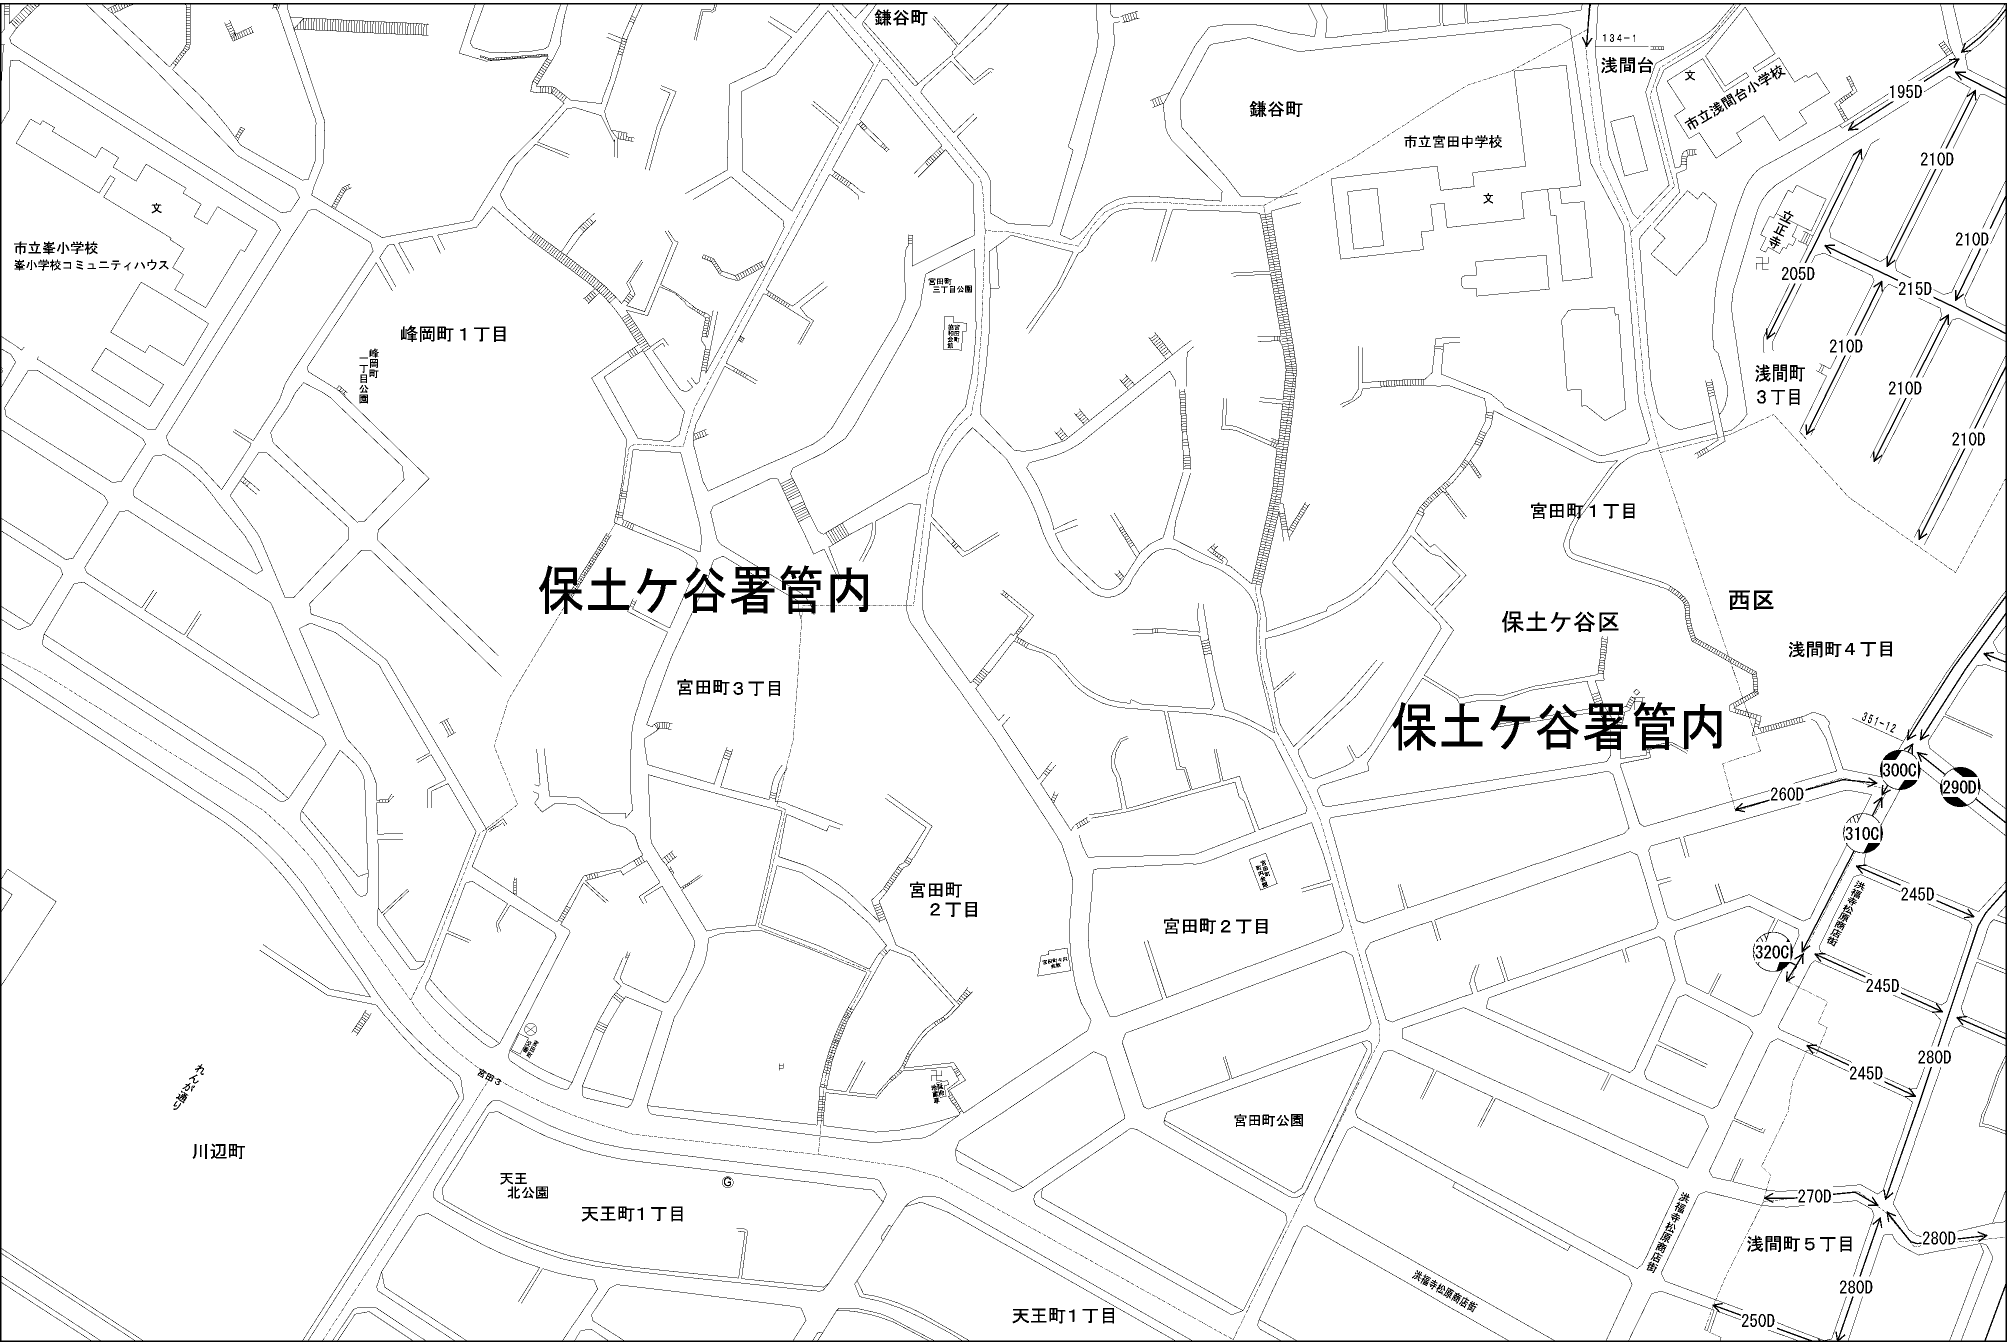 鎌谷町
134-1
浅間台
文
市立浅間台小学校
195D
鎌谷町
市立宮田中学校
文
210D
文
市立峯小学校
峯小学校コミュニティハウス
立正寺
210D
205D
215D
宮田町
三丁目公園
峰岡町1丁目
峰岡町
一丁目公園
210D
浅間町
3丁目
210D
210D
宮田町1丁目
保土ケ谷署管内
西区
保土ケ谷区
浅間町4丁目
宮田町3丁目
保土ケ谷署管内
351-12
300C
290D
260D
310C
宮田町
2丁目
245D
洪福寺松原商店街
宮田町2丁目
320C
245D
280D
245D
宮田3
れんが通り
宮田町公園
川辺町
天王
北公園
G
天王町1丁目
270D
洪福寺松原商店街
280D
浅間町5丁目
洪福寺松原商店街
280D
天王町1丁目
250D